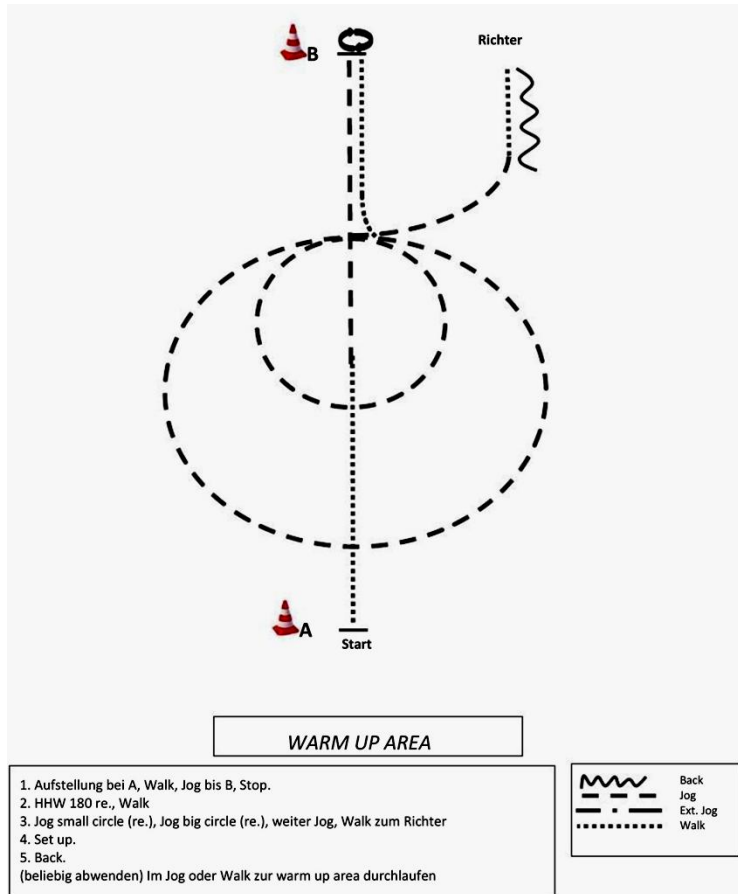 B
Richter
A
Start
WARM UP AREA
1. Aufstellung bei A, Walk, Jog bis B, Stop.
2. HHW 180 re., Walk
3. Jog small circle (re.), Jog big circle (re.), weiter Jog, Walk zum Richter
4. Set up.
5. Back.
(beliebig abwenden) Im Jog oder Walk zur warm up area durchlaufen
Back
Jog
Ext. Jog
Walk